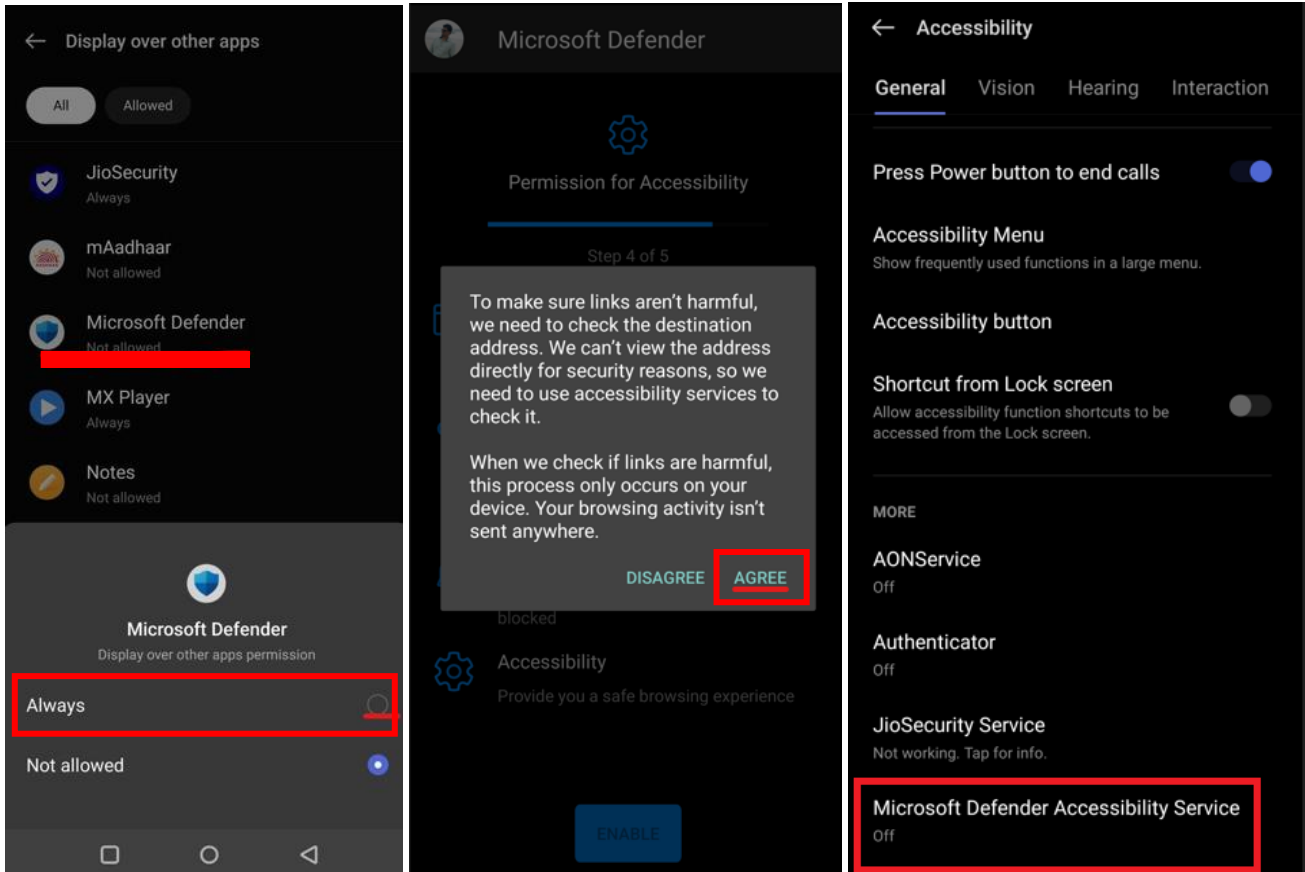 Display over other apps
All
Allowed
JioSecurity
Always
mAadhaar
Not allowed
Microsoft Defender
Not allowed
MX Player
Always
Notes
Not allowed
Microsoft Defender
Display over other apps permission
Always
Not allowed
Microsoft Defender
Permission for Accessibility
Step 4 of 5
To make sure links aren't harmful,
we need to check the destination
address. We can't view the address
directly for security reasons, so we
need to use accessibility services to
check it.
When we check if links are harmful,
this process only occurs on your
device. Your browsing activity isn't
sent anywhere.
DISAGREE
AGREE
blocked
Accessibility
Provide you a safe browsing experience
ENABLE
Accessibility
General
Vision
Hearing
Interaction
Press Power button to end calls
Accessibility Menu
Show frequently used functions in a large menu.
Accessibility button
Shortcut from Lock screen
Allow accessibility function shortcuts to be
accessed from the Lock screen.
MORE
AONService
Off
Authenticator
Off
JioSecurity Service
Not working. Tap for info.
Microsoft Defender Accessibility Service
Off